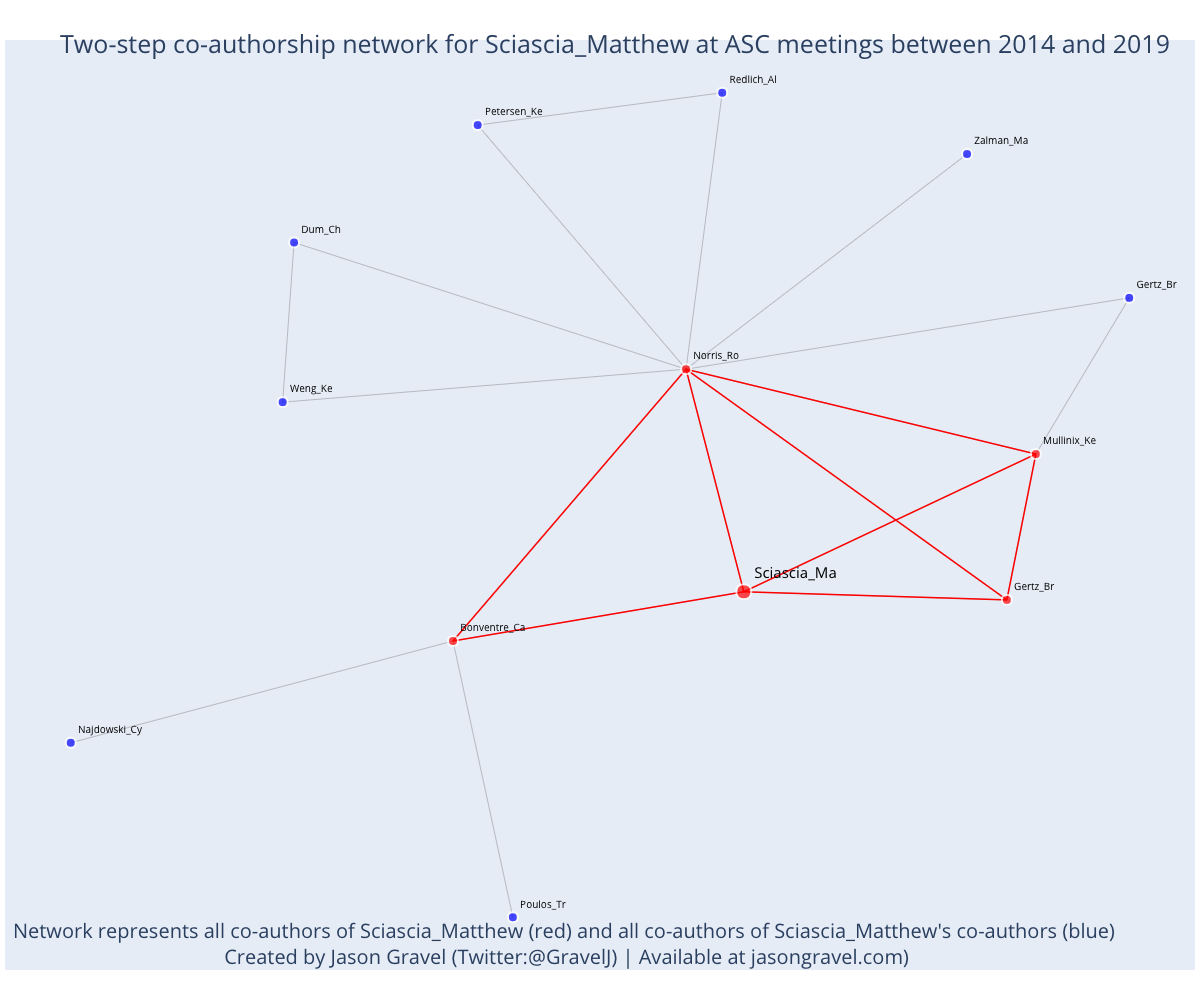 Two-step co-authorship network for Sciascia_Matthew at ASC meetings between 2014 and 2019
Redlich_Al
Petersen_Ke
Zalman_Ma
Dum_Ch
Gertz_Br
Norris_Ro
Weng_Ke
Mullinix_Ke
Sciascia_Ma
Gertz_Br
Bonventre_Ca
Najdowski_Cy
Poulos_Tr
Network represents all co-authors of Sciascia_Matthew (red) and all co-authors of Sciascia_Matthew's co-authors (blue)
Created by Jason Gravel (Twitter:@GravelJ) | Available at jasongravel.com)